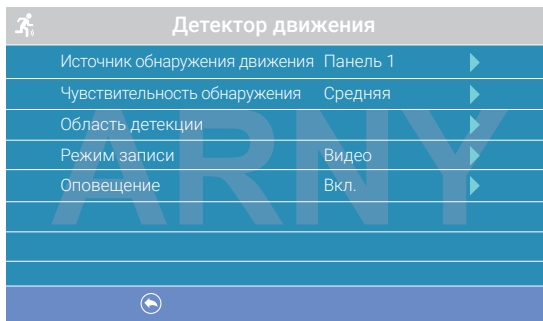 Детектор движения
Источник обнаружения движения Панель 1
Чувствительность обнаружения Средняя
Область детекции
Режим записи Видео
Оповещение Вкл.
ARNY